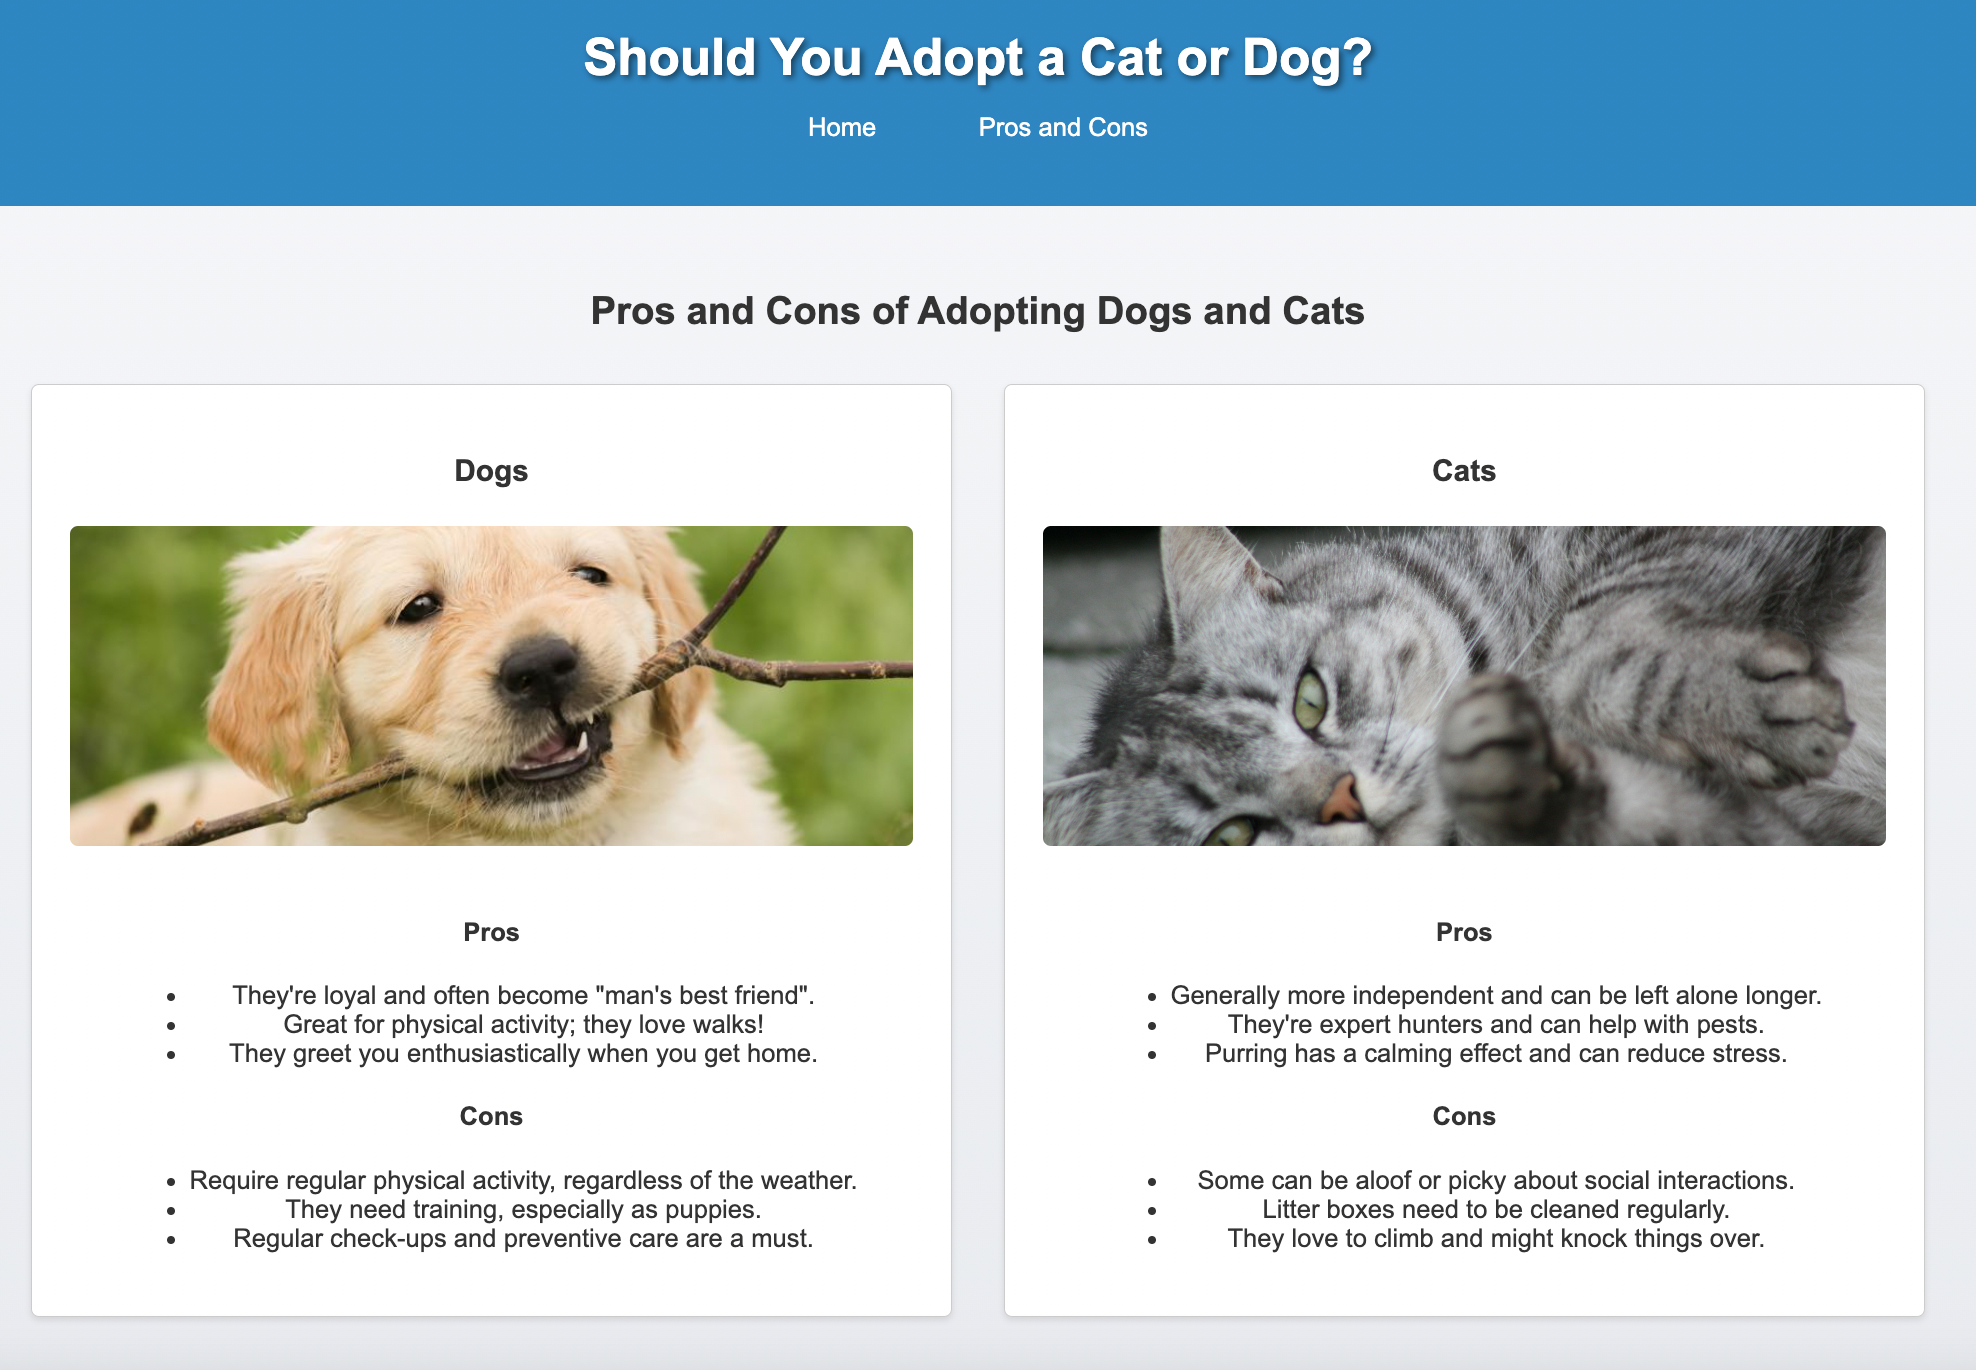 Should You Adopt a Cat or Dog?
Home Pros and Cons
Pros and Cons of Adopting Dogs and Cats
Dogs
Pros
• They're loyal and often become "man's best friend".
• Great for physical activity; they love walks!
• They greet you enthusiastically when you get home.
Cons
• Require regular physical activity, regardless of the weather.
• They need training, especially as puppies.
• Regular check-ups and preventive care are a must.
Cats
Pros
• Generally more independent and can be left alone longer.
• They're expert hunters and can help with pests.
• Purring has a calming effect and can reduce stress.
Cons
• Some can be aloof or picky about social interactions.
• Litter boxes need to be cleaned regularly.
• They love to climb and might knock things over.